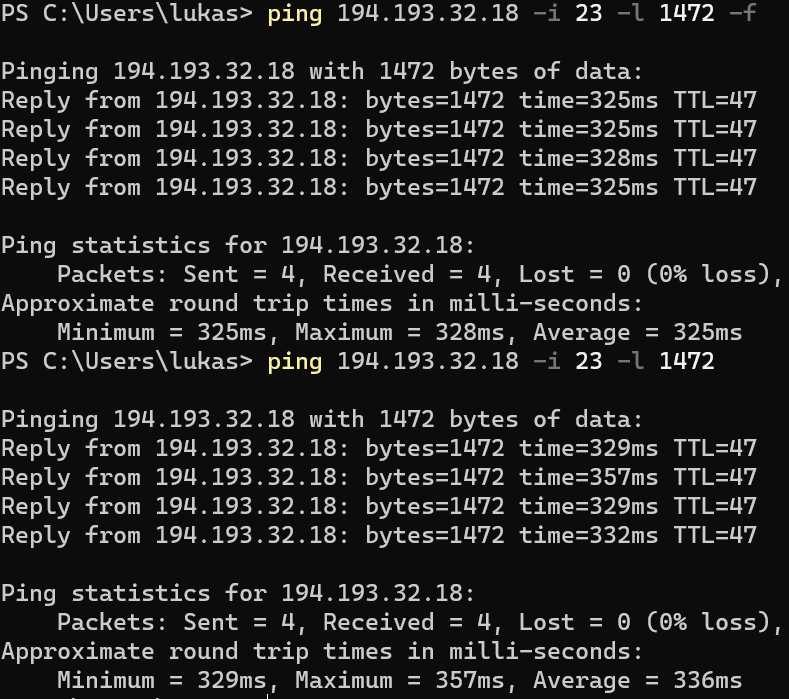 PS C:\Users\lukas> ping 194.193.32.18 -i 23 -l 1472 -f
Pinging 194.193.32.18 with 1472 bytes of data:
Reply from 194.193.32.18: bytes=1472 time=325ms TTL=47
Reply from 194.193.32.18: bytes=1472 time=325ms TTL=47
Reply from 194.193.32.18: bytes=1472 time=328ms TTL=47
Reply from 194.193.32.18: bytes=1472 time=325ms TTL=47
Ping statistics for 194.193.32.18:
    Packets: Sent = 4, Received = 4, Lost = 0 (0% loss),
Approximate round trip times in milli-seconds:
    Minimum = 325ms, Maximum = 328ms, Average = 325ms
PS C:\Users\lukas> ping 194.193.32.18 -i 23 -l 1472
Pinging 194.193.32.18 with 1472 bytes of data:
Reply from 194.193.32.18: bytes=1472 time=329ms TTL=47
Reply from 194.193.32.18: bytes=1472 time=357ms TTL=47
Reply from 194.193.32.18: bytes=1472 time=329ms TTL=47
Reply from 194.193.32.18: bytes=1472 time=332ms TTL=47
Ping statistics for 194.193.32.18:
    Packets: Sent = 4, Received = 4, Lost = 0 (0% loss),
Approximate round trip times in milli-seconds:
    Minimum = 329ms, Maximum = 357ms, Average = 336ms